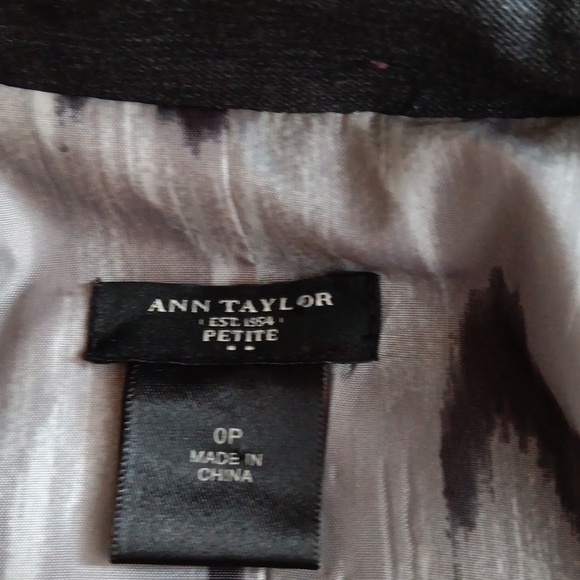 ANN TAYLOR
EST. 1954
PETITE
0P
MADE IN
CHINA